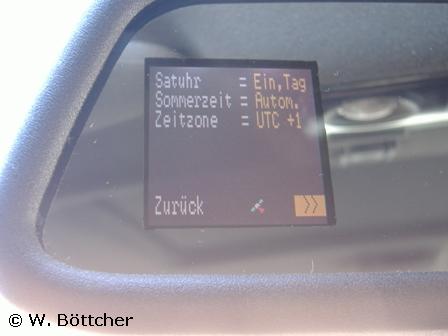 Satuhr = Ein,Tag
Sommerzeit = Autom.
Zeitzone = UTC +1
Zurück >>
© W. Böttcher